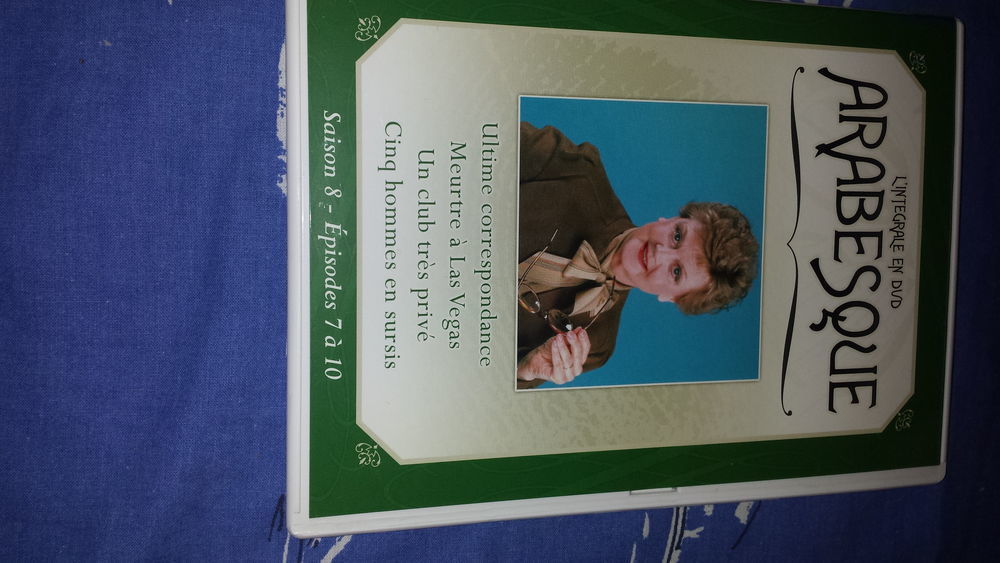 L'INTEGRALE EN DVD
ARABESQUE
Ultime correspondance
Meurtre à Las Vegas
Un club très privé
Cinq hommes en sursis
Saison 8 - Épisodes 7 à 10